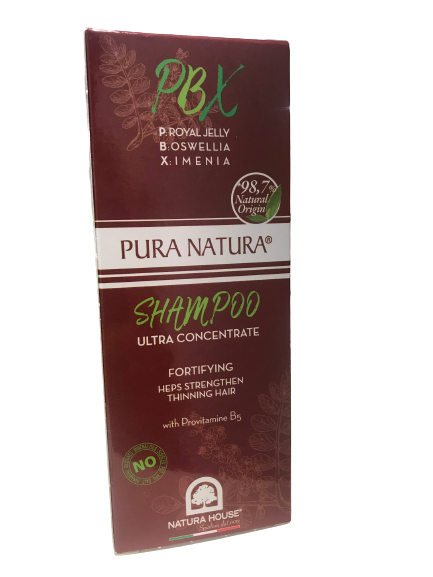 PBX
P:ROYAL JELLY
B:OSWELLIA
X:IMENIA
*98,7%
Natural
Origin
PURA NATURA®
SHAMPOO
ULTRA CONCENTRATE
FORTIFYING
HEPS STRENGTHEN
THINNING HAIR
with Provitamine B5
NO
NATURA HOUSE®